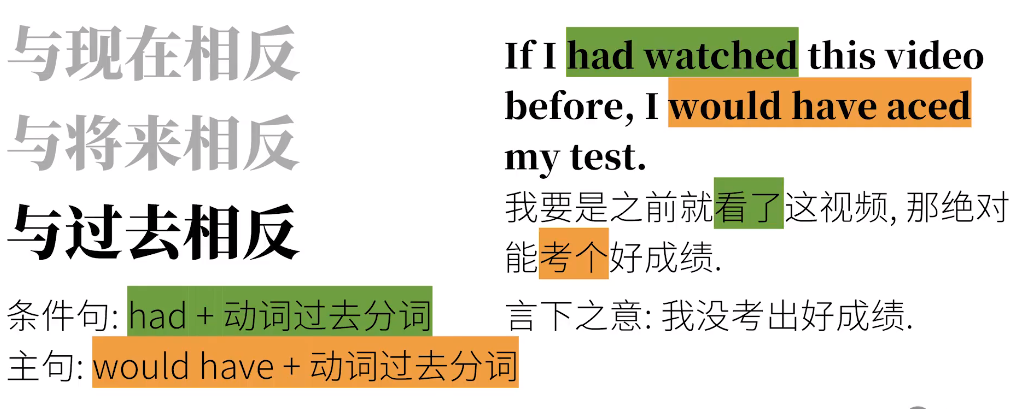 与现在相反
与将来相反
与过去相反
条件句: had + 动词过去分词
主句: would have + 动词过去分词
If I had watched this video
before, I would have aced
my test.
我要是之前就看了这视频, 那绝对
能考个好成绩.
言下之意: 我没考出好成绩.